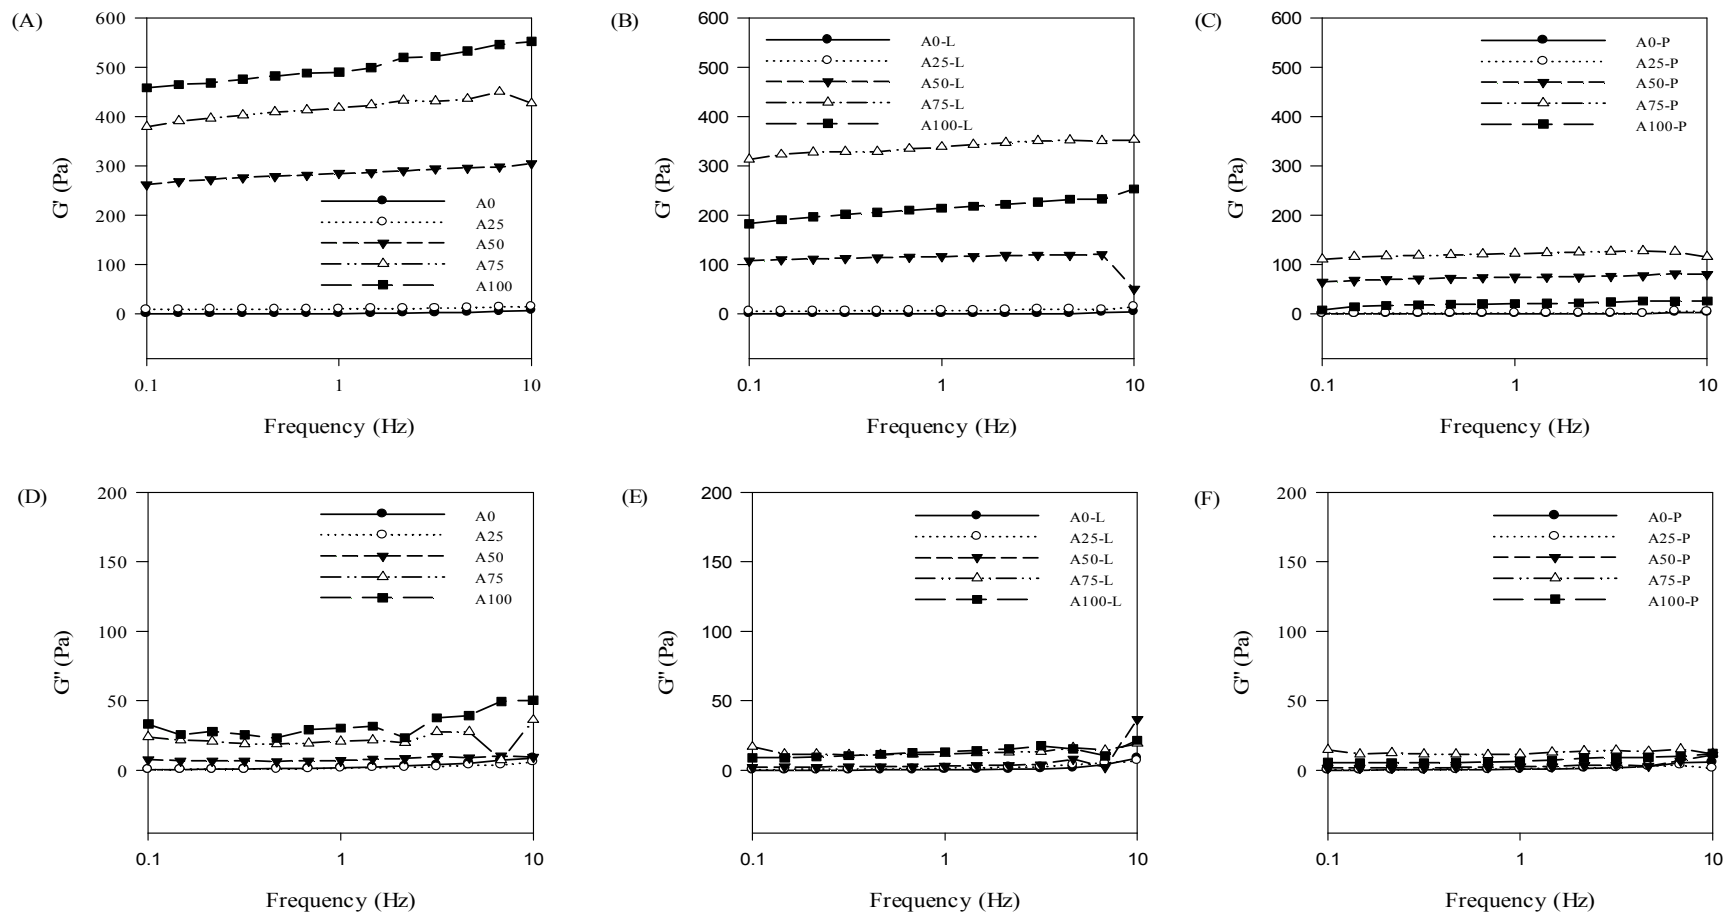 (A)
600
500
400
300
200
100
0
G' (Pa)
A0
A25
A50
A75
A100
0.1
1
10
Frequency (Hz)
(B)
600
500
400
300
200
100
0
G' (Pa)
A0-L
A25-L
A50-L
A75-L
A100-L
0.1
1
10
Frequency (Hz)
(C)
600
500
400
300
200
100
0
G' (Pa)
A0-P
A25-P
A50-P
A75-P
A100-P
0.1
1
10
Frequency (Hz)
(D)
200
150
100
50
0
G" (Pa)
A0
A25
A50
A75
A100
0.1
1
10
Frequency (Hz)
(E)
200
150
100
50
0
G" (Pa)
A0-L
A25-L
A50-L
A75-L
A100-L
0.1
1
10
Frequency (Hz)
(F)
200
150
100
50
0
G" (Pa)
A0-P
A25-P
A50-P
A75-P
A100-P
0.1
1
10
Frequency (Hz)